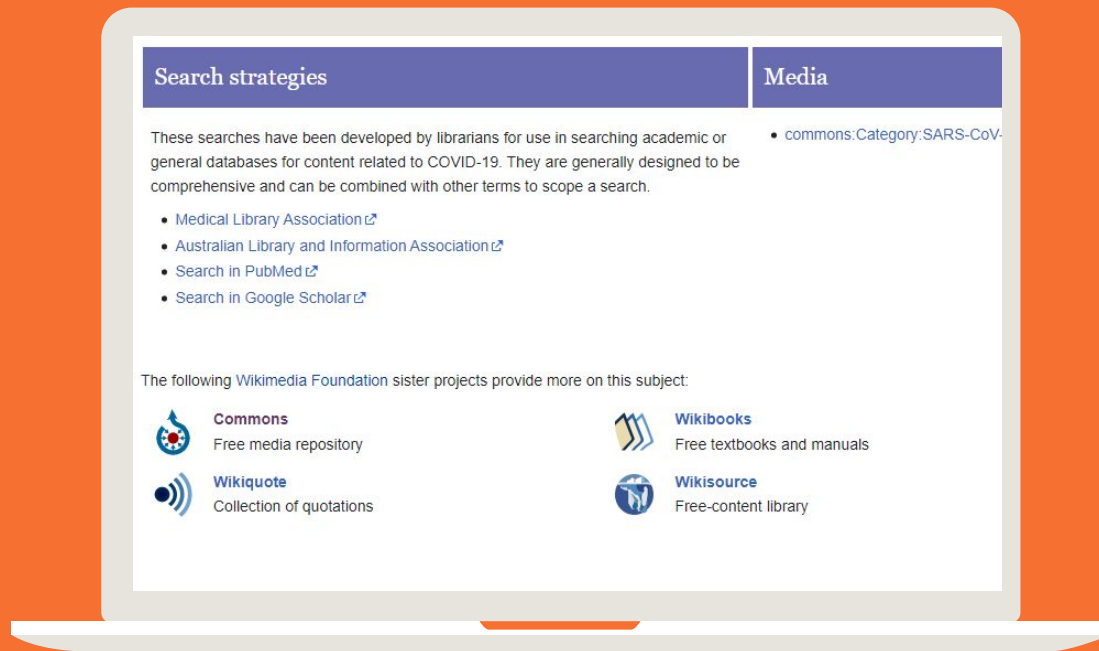 Search strategies
Media
These searches have been developed by librarians for use in searching academic or
general databases for content related to COVID-19. They are generally designed to be
comprehensive and can be combined with other terms to scope a search.
• Medical Library Association
• Australian Library and Information Association
• Search in PubMed
• Search in Google Scholar
• commons:Category:SARS-CoV-
The following Wikimedia Foundation sister projects provide more on this subject:
Commons
Free media repository
Wikibooks
Free textbooks and manuals
Wikiquote
Collection of quotations
Wikisource
Free-content library